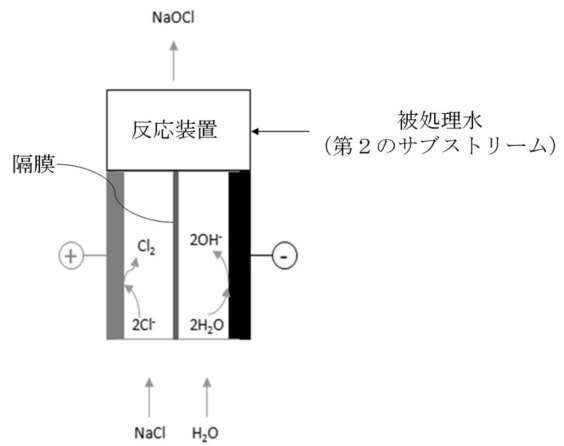 NaOCl
反応装置
被処理水
（第２のサブストリーム）
隔膜
+
Cl₂
2OH⁻
-
2Cl⁻
2H₂O
NaCl
H₂O